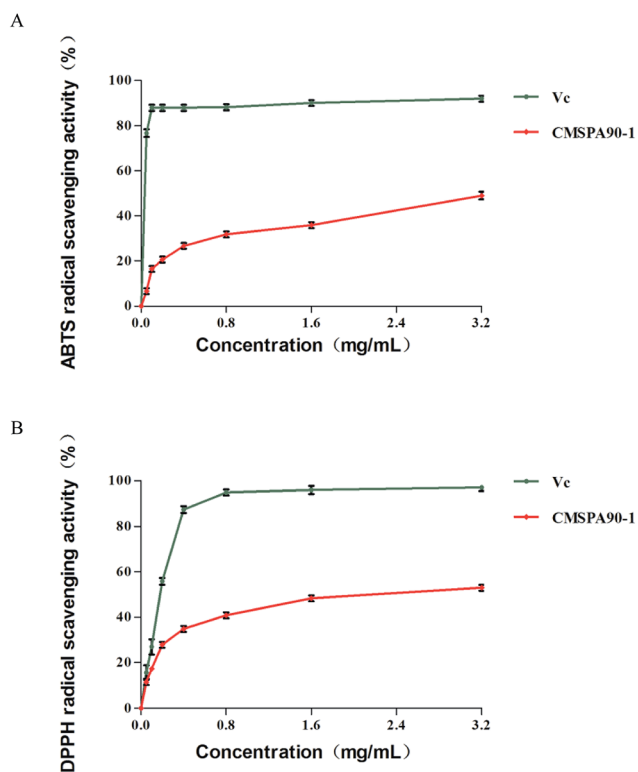 A
ABTS radical scavenging activity（%）
100
80
60
40
20
0
0.0 0.8 1.6 2.4 3.2
Concentration（mg/mL）
Vc
CMSPA90-1
B
DPPH radical scavenging activity（%）
100
80
60
40
20
0
0.0 0.8 1.6 2.4 3.2
Concentration（mg/mL）
Vc
CMSPA90-1